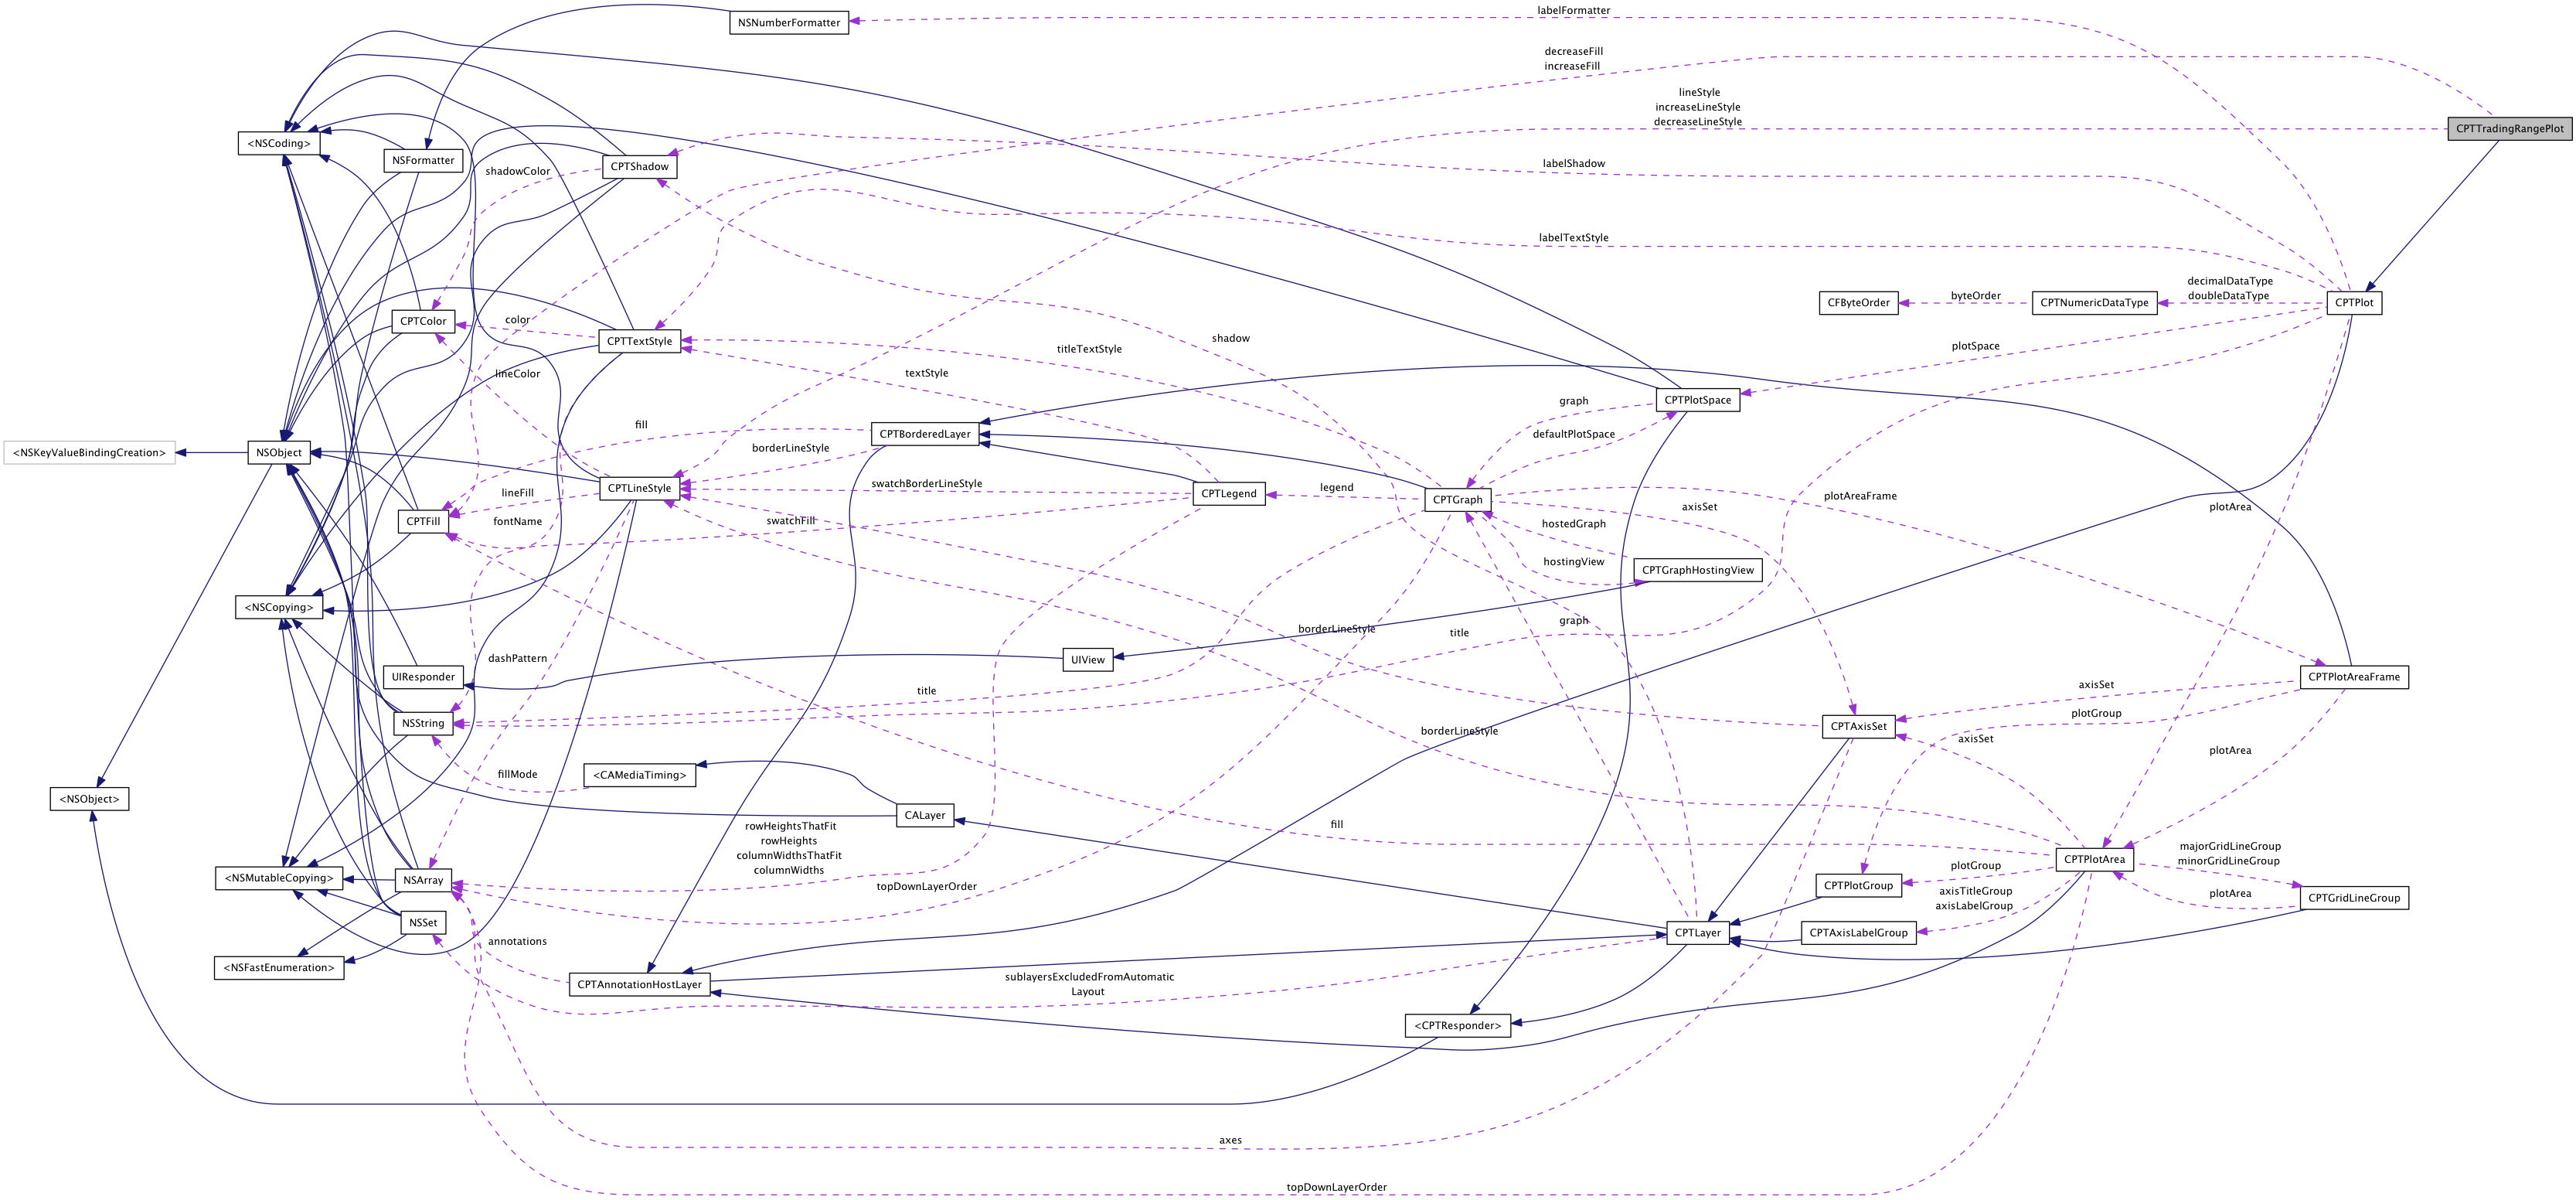 NSNumberFormatter
labelFormatter
decreaseFill
increaseFill
lineStyle
increaseLineStyle
decreaseLineStyle
CPTTradingRangePlot
<NSCoding>
NSFormatter
CPTShadow
shadowColor
labelShadow
labelTextStyle
decimalDataType
doubleDataType
byteOrder
CFByteOrder
CPTNumericDataType
CPTPlot
CPTColor
color
CPTTextStyle
shadow
titleTextStyle
plotSpace
lineColor
textStyle
graph
CPTPlotSpace
fill
CPTBorderedLayer
defaultPlotSpace
<NSKeyValueBindingCreation>
NSObject
borderLineStyle
CPTLineStyle
swatchBorderLineStyle
CPTLegend
legend
CPTGraph
plotAreaFrame
lineFill
axisSet
plotArea
CPTFill
fontName
swatchFill
hostedGraph
hostingView
CPTGraphHostingView
<NSCopying>
borderLineStyle
title
graph
UIView
UIResponder
dashPattern
CPTPlotAreaFrame
axisSet
title
plotGroup
NSString
CPTAxisSet
borderLineStyle
axisSet
plotArea
fillMode
<CAMediaTiming>
<NSObject>
CALayer
rowHeightsThatFit
rowHeights
columnWidthsThatFit
columnWidths
fill
majorGridLineGroup
minorGridLineGroup
CPTPlotArea
plotGroup
<NSMutableCopying>
NSArray
topDownLayerOrder
CPTPlotGroup
axisTitleGroup
axisLabelGroup
plotArea
CPTGridLineGroup
NSSet
annotations
CPTLayer
CPTAxisLabelGroup
<NSFastEnumeration>
CPTAnnotationHostLayer
sublayersExcludedFromAutomatic
Layout
<CPTResponder>
axes
topDownLayerOrder